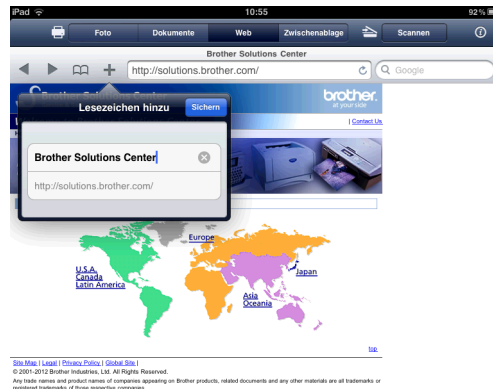 iPad 10:55 92%
Foto Dokumente Web Zwischenablage Scannen
Brother Solutions Center
http://solutions.brother.com/ Google
Lesezeichen hinzu Sichern
brother
at your side
Contact Us
Brother Solutions Center
http://solutions.brother.com/
Europe
U.S.A.
Canada
Latin America
Japan
Asia
Oceania
top
Site Map | Legal | Privacy Policy | Global Site |
© 2001-2012 Brother Industries, Ltd. All Rights Reserved.
Any trade names and product names of companies appearing on Brother products, related documents and any other materials are all trademarks or
registered trademarks of those respective companies.